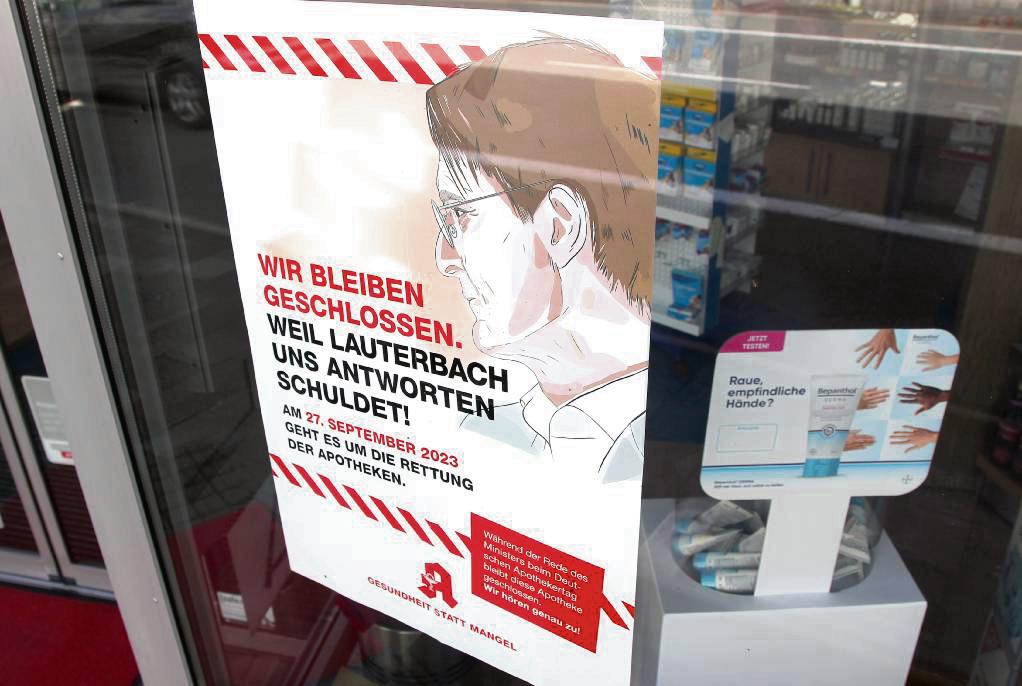 WIR BLEIBEN
GESCHLOSSEN.
WEIL LAUTERBACH
UNS ANTWORTEN
SCHULDET!
AM 27. SEPTEMBER 2023
GEHT ES UM DIE RETTUNG
DER APOTHEKEN.
Während der Rede des
Ministers beim Deut-
schen Apothekertag
bleibt diese Apotheke
geschlossen.
Wir hören genau zu!
GESUNDHEIT STATT MANGEL
JETZT
TESTEN!
Raue,
empfindliche
Hände?
Bepanthol
DERMA
Bepanthol